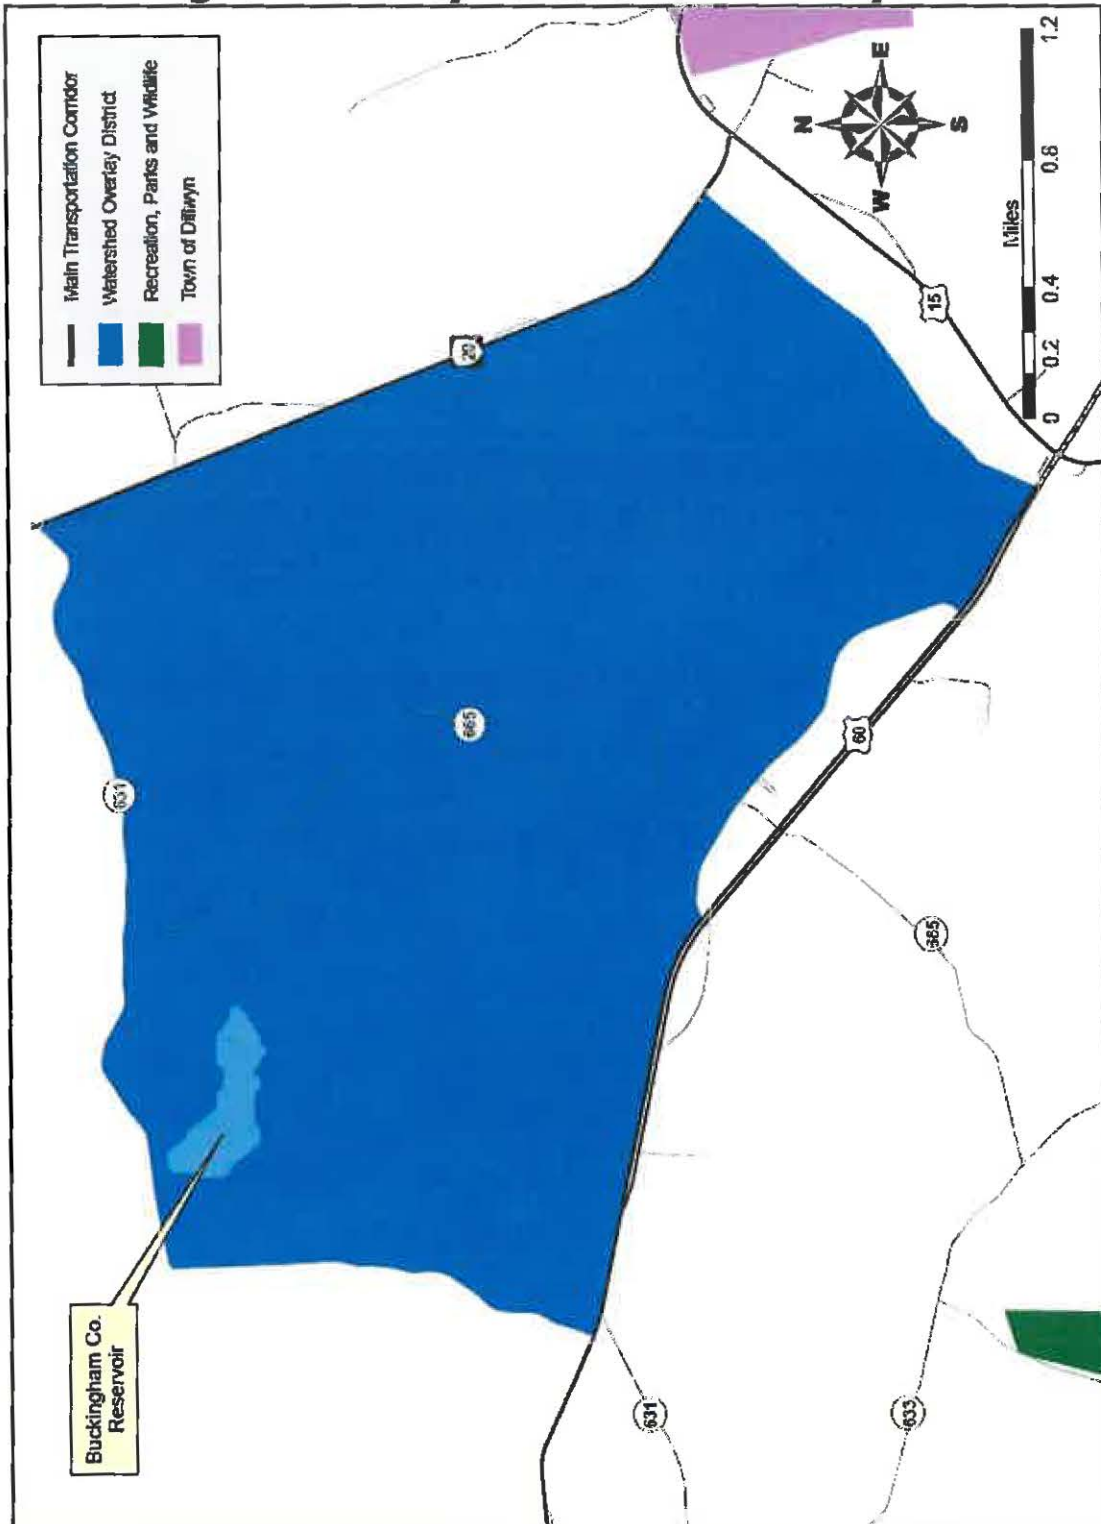 Main Transportation Corridor
Watershed Overlay District
Recreation, Parks and Wildlife
Town of Dillwyn
20
631
665
Buckingham Co.
Reservoir
60
15
665
631
633
N
E
S
W
Miles
0 0.2 0.4 0.8 1.2